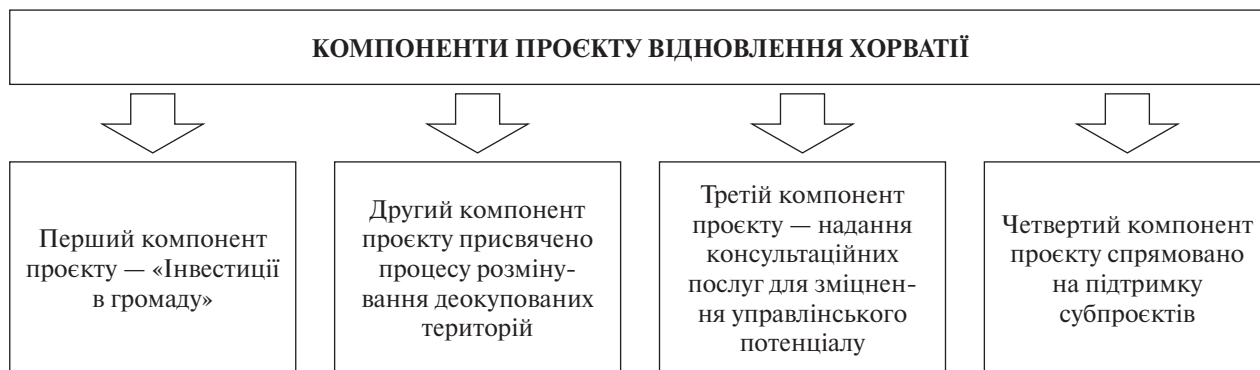 КОМПОНЕНТИ ПРОЄКТУ ВІДНОВЛЕННЯ ХОРВАТІЇ
Перший компонент
проєкту — «Інвестиції
в громаду»
Другий компонент
проєкту присвячено
процесу розміну-
вання деокупованих
територій
Третій компонент
проєкту — надання
консультаційних
послуг для зміцнен-
ня управлінського
потенціалу
Четвертий компонент
проєкту спрямовано
на підтримку
субпроєктів